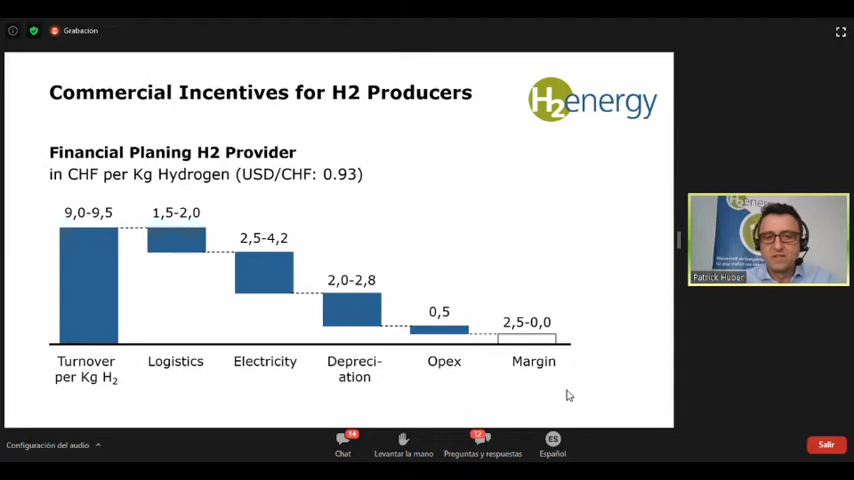 Grabación
Commercial Incentives for H2 Producers
H2energy
Financial Planing H2 Provider
in CHF per Kg Hydrogen (USD/CHF: 0.93)
9,0-9,5
1,5-2,0
2,5-4,2
2,0-2,8
0,5
2,5-0,0
Turnover
per Kg H2
Logistics
Electricity
Depreci-
ation
Opex
Margin
H2energy
Patrick Huber
Configuración del audio
14
Chat
Levantar la mano
12
Preguntas y respuestas
ES
Español
Salir